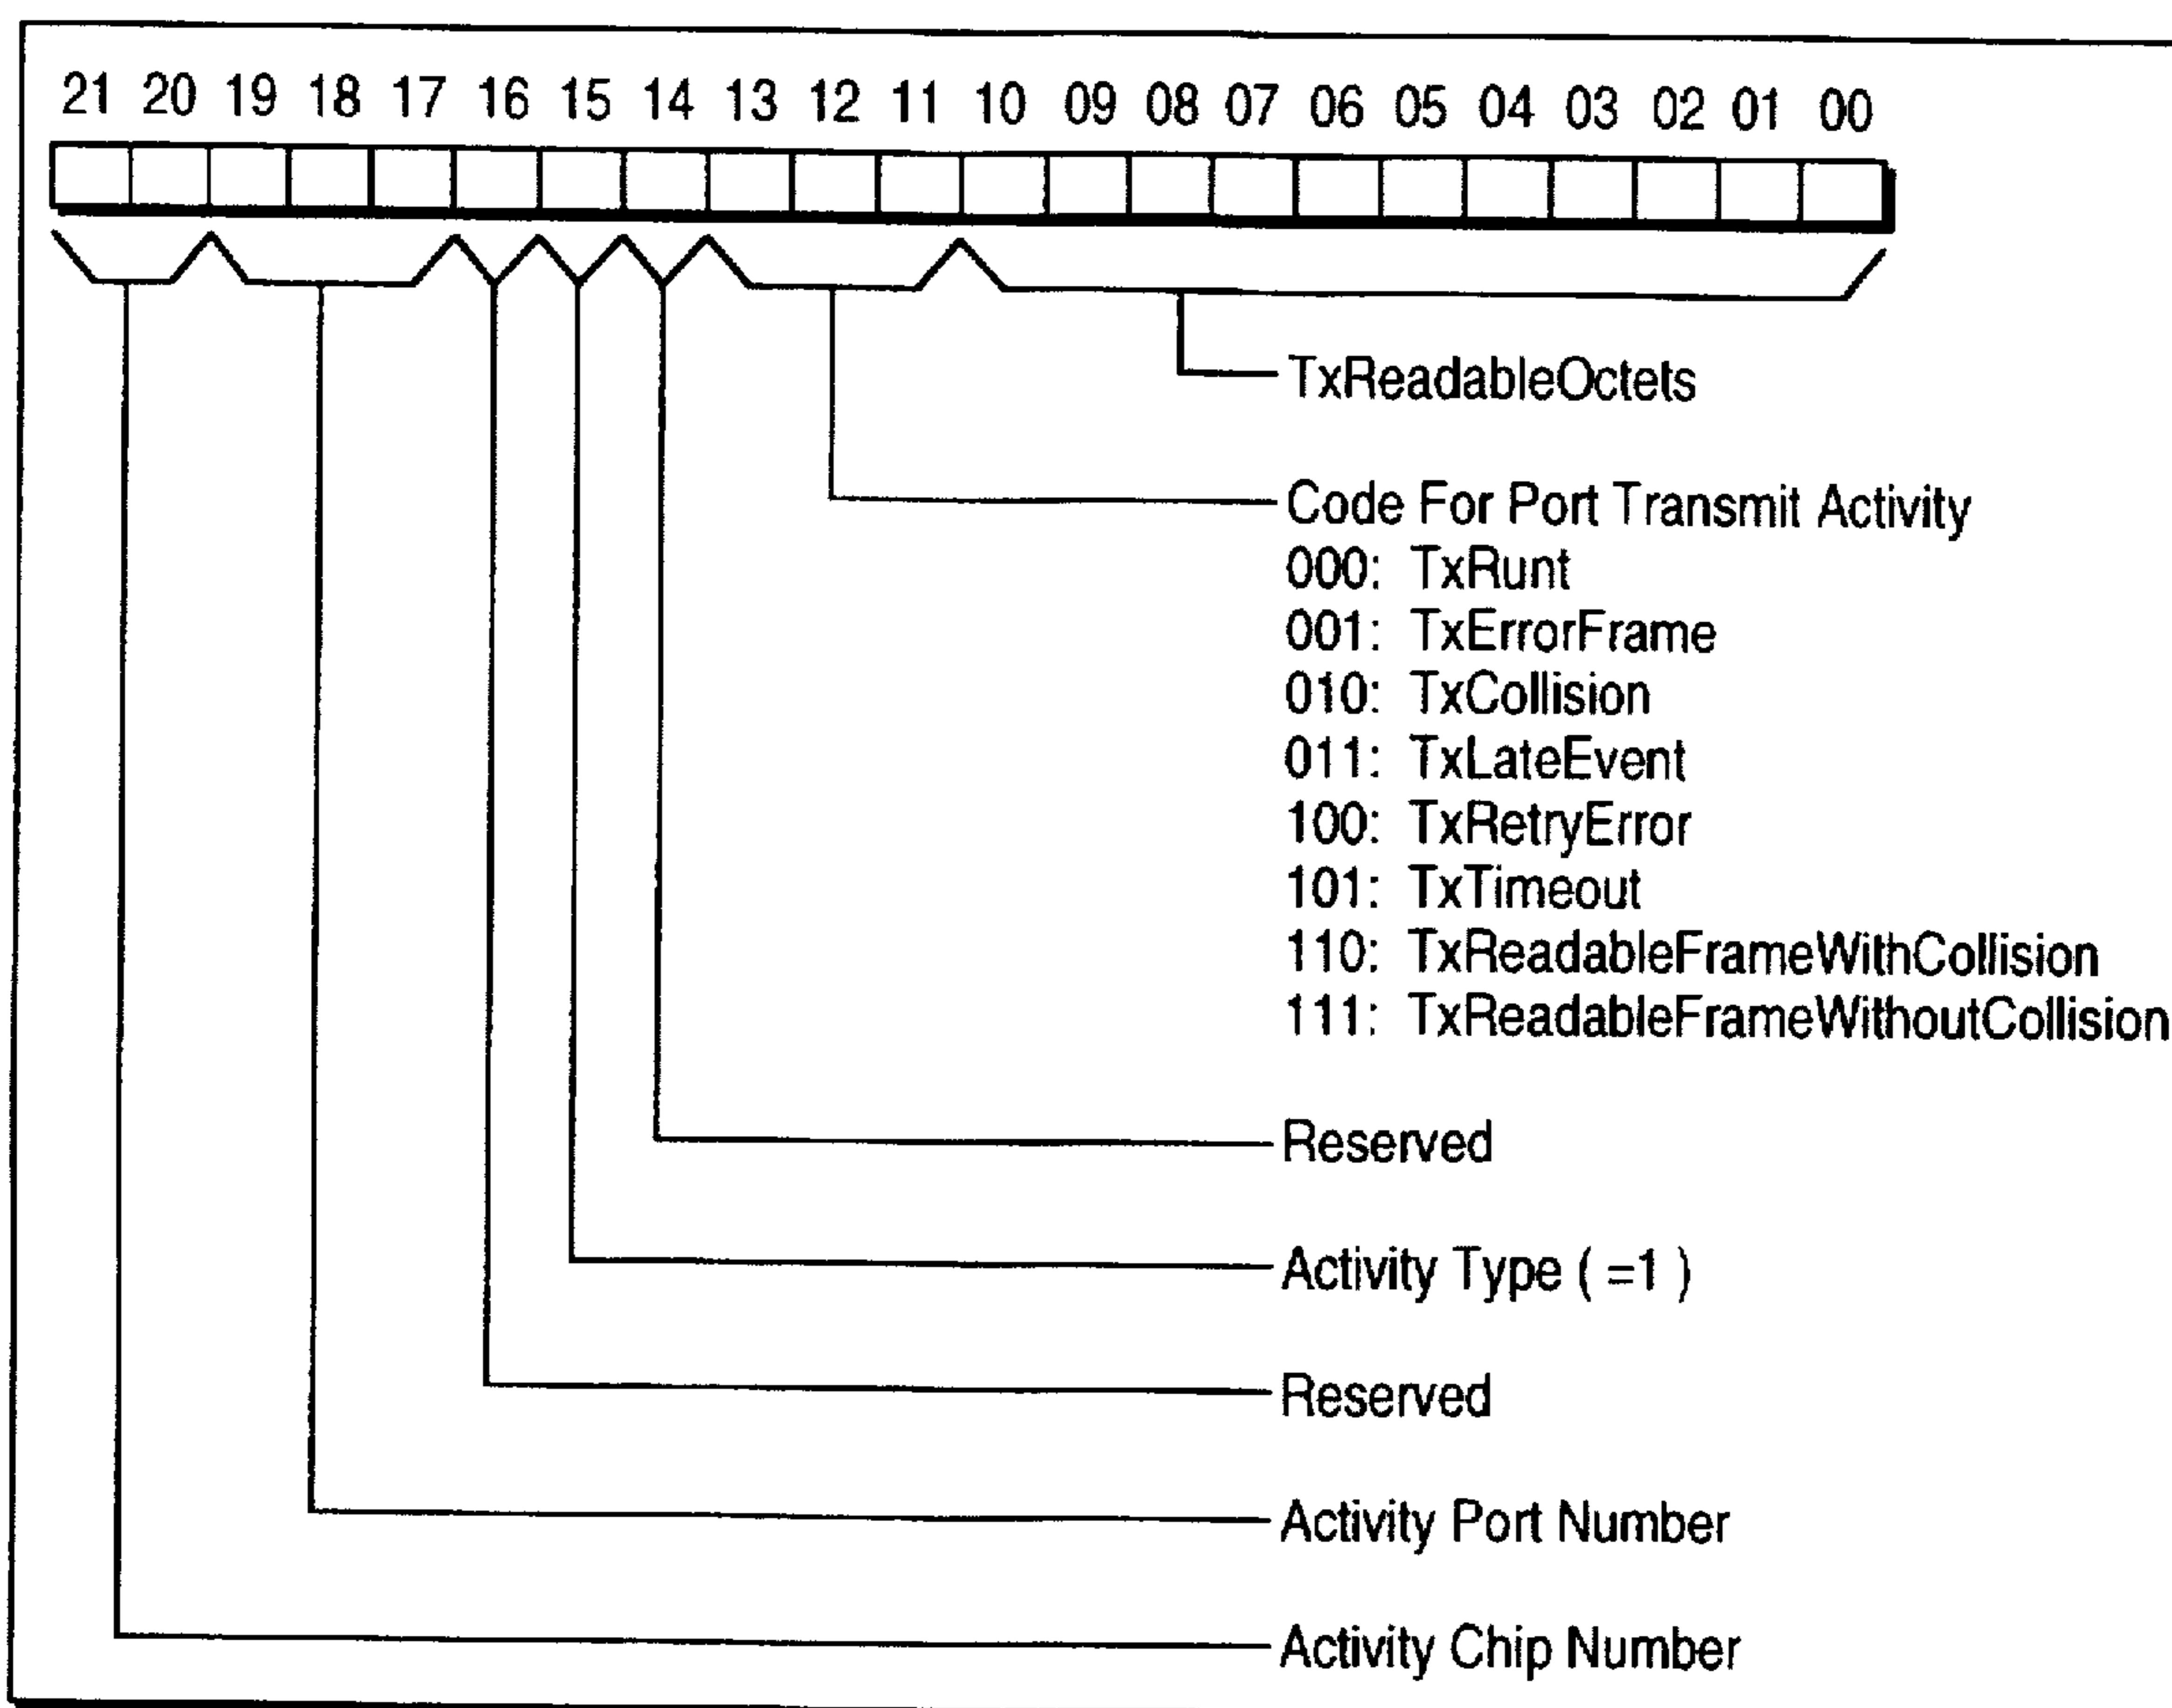 21 20 19 18 17 16 15 14 13 12 11 10 09 08 07 06 05 04 03 02 01 00
TxReadableOctets
Code For Port Transmit Activity
000: TxRunt
001: TxErrorFrame
010: TxCollision
011: TxLateEvent
100: TxRetryError
101: TxTimeout
110: TxReadableFrameWithCollision
111: TxReadableFrameWithoutCollision
Reserved
Activity Type ( =1 )
Reserved
Activity Port Number
Activity Chip Number